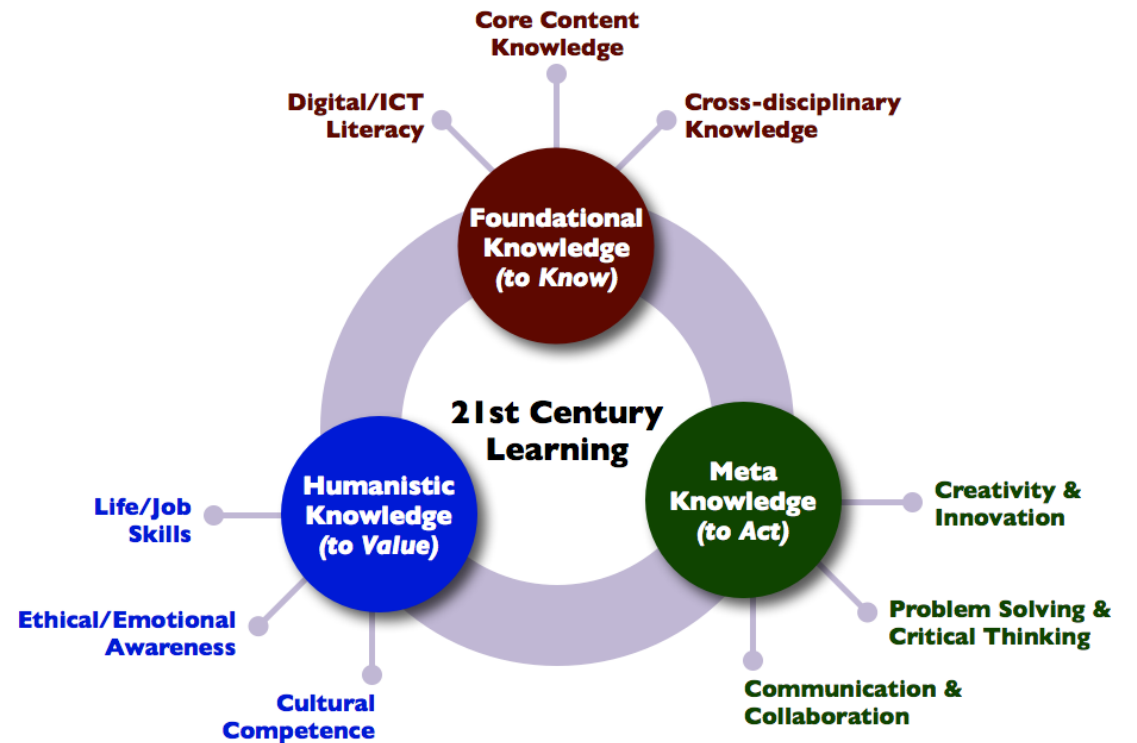 Core Content
Knowledge
Digital/ICT
Literacy
Cross-disciplinary
Knowledge
Foundational
Knowledge
(to Know)
21st Century
Learning
Humanistic
Knowledge
(to Value)
Meta
Knowledge
(to Act)
Life/Job
Skills
Ethical/Emotional
Awareness
Cultural
Competence
Creativity &
Innovation
Problem Solving &
Critical Thinking
Communication &
Collaboration